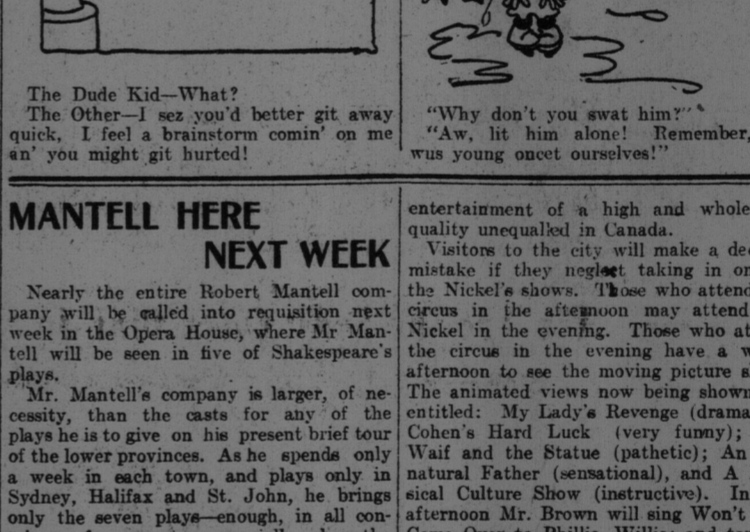 The Dude Kid—What?
The Other—I sez you'd better git away
quick, I feel a brainstorm comin' on me
an' you might git hurted!
"Why don't you swat him?"
"Aw, lit him alone! Remember,
wus young oncet ourselves!"
MANTELL HERE
NEXT WEEK
Nearly the entire Robert Mantell com-
pany will be called into requisition next
week in the Opera House, where Mr Man-
tell will be seen in five of Shakespeare's
plays.
Mr. Mantell's company is larger, of ne-
cessity, than the casts for any of the
plays he is to give on his present brief tour
of the lower provinces. As he spends only
a week in each town, and plays only in
Sydney, Halifax and St. John, he brings
only the seven plays—enough, in all con-
entertainment of a high and whole
quality unequalled in Canada.
Visitors to the city will make a de
mistake if they neglect taking in on
the Nickel's shows. Those who attend
circus in the afternoon may attend
Nickel in the evening. Those who at
the circus in the evening have a w
afternoon to see the moving picture s
The animated views now being shown
entitled: My Lady's Revenge (drama
Cohen's Hard Luck (very funny);
Waif and the Statue (pathetic); An
natural Father (sensational), and A
sical Culture Show (instructive). In
afternoon Mr. Brown will sing Won't